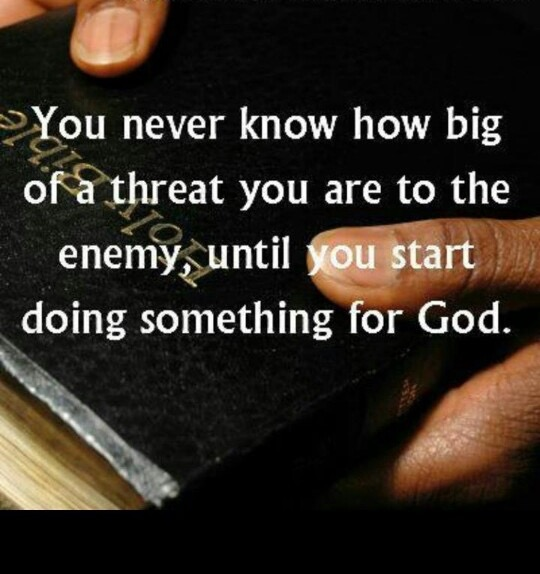 You never know how big
of a threat you are to the
enemy, until you start
doing something for God.
Holy Bible